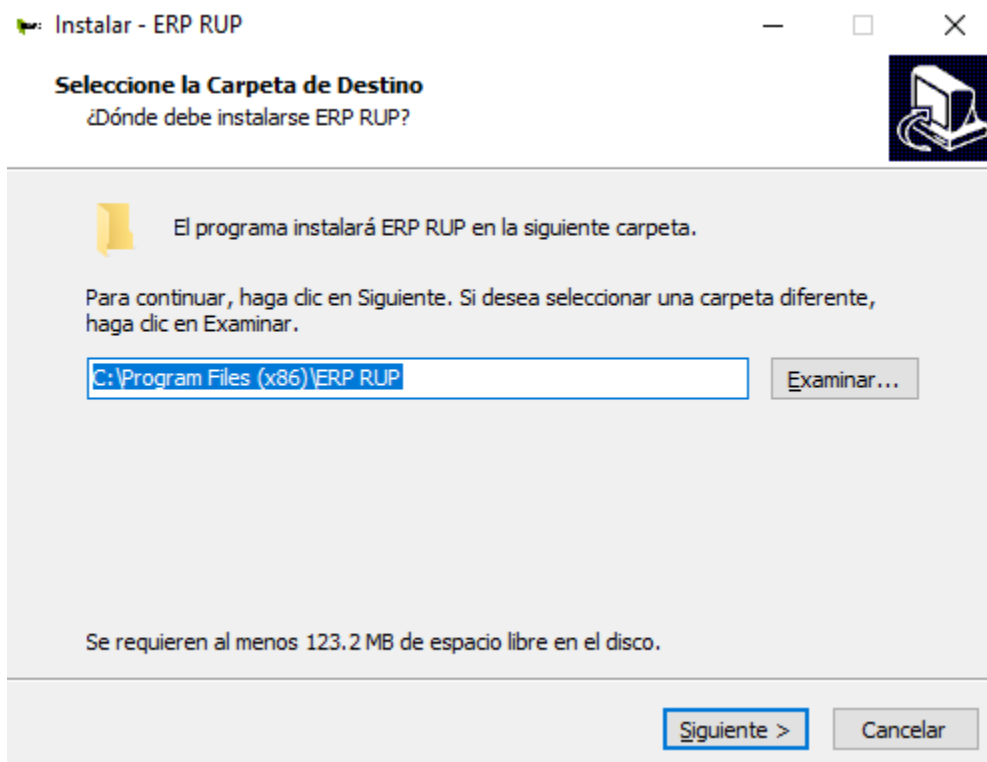 Instalar - ERP RUP
Seleccione la Carpeta de Destino
¿Dónde debe instalarse ERP RUP?
El programa instalará ERP RUP en la siguiente carpeta.
Para continuar, haga clic en Siguiente. Si desea seleccionar una carpeta diferente,
haga clic en Examinar.
C:\Program Files (x86)\ERP RUP
Examinar...
Se requieren al menos 123.2 MB de espacio libre en el disco.
Siguiente >
Cancelar